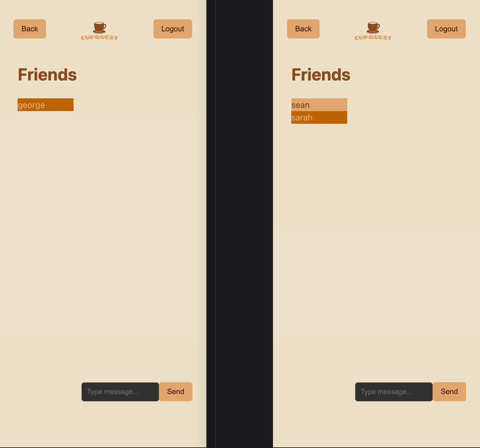 Back
CUPQUEST
Logout
Friends
george
Type message...
Send
Back
CUPQUEST
Logout
Friends
sean
sarah
Type message...
Send